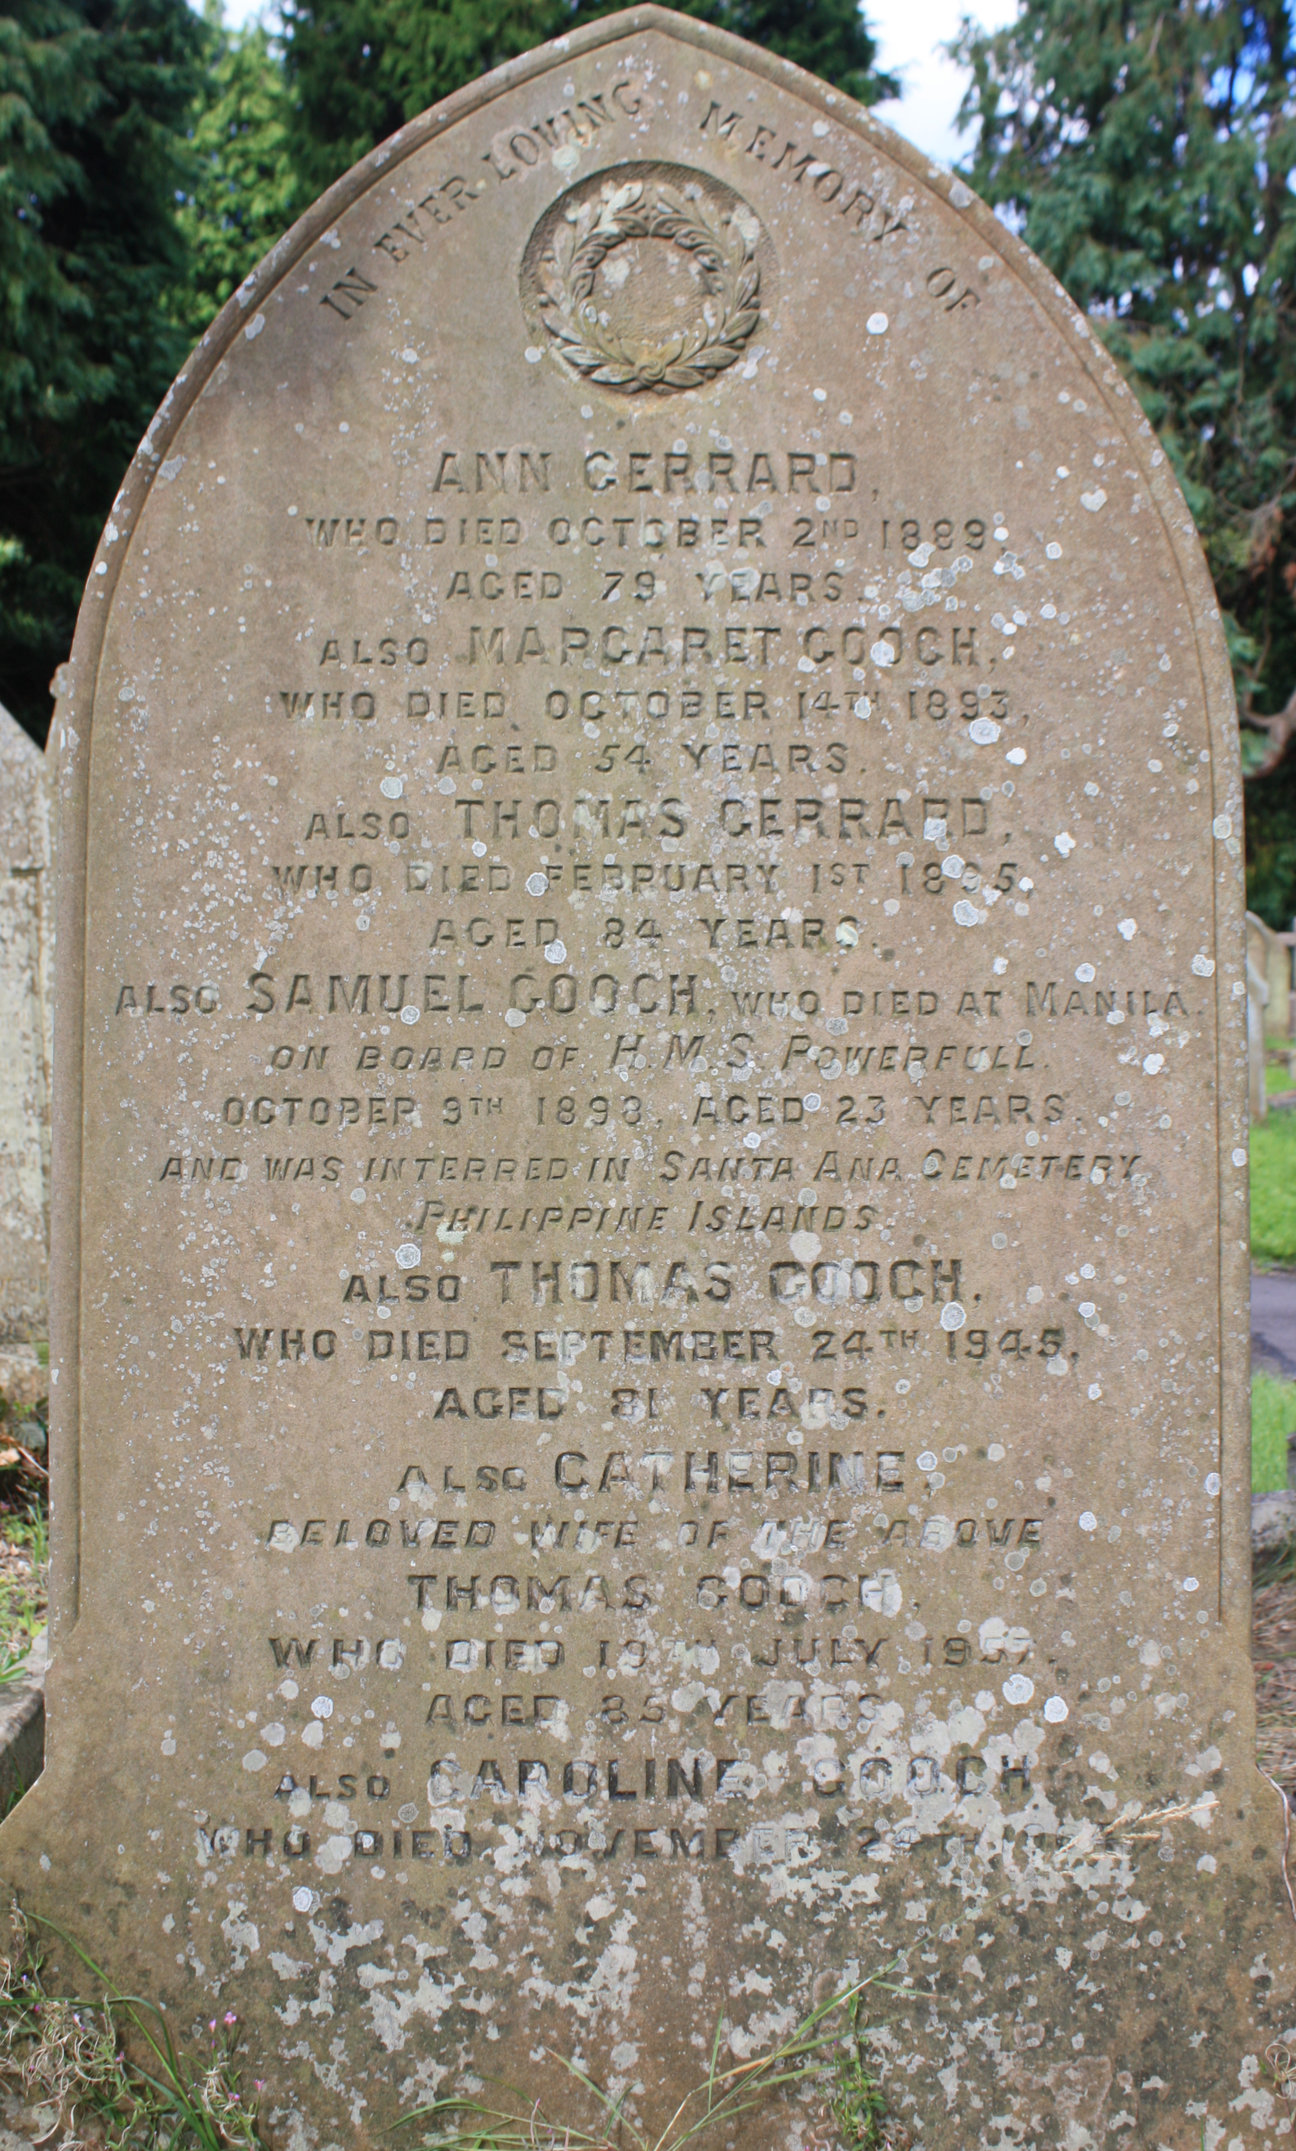 IN EVER LOVING MEMORY OF
ANN GERRARD,
WHO DIED OCTOBER 2ND 1889,
AGED 79 YEARS.
ALSO MARGARET GOOCH,
WHO DIED OCTOBER 14TH 1893,
AGED 54 YEARS.
ALSO THOMAS GERRARD,
WHO DIED FEBRUARY 1ST 1895,
AGED 84 YEARS.
ALSO SAMUEL GOOCH, WHO DIED AT MANILA.
ON BOARD OF H.M.S. POWERFULL.
OCTOBER 9TH 1898, AGED 23 YEARS.
AND WAS INTERRED IN SANTA ANA CEMETERY
PHILIPPINE ISLANDS.
ALSO THOMAS GOOCH,
WHO DIED SEPTEMBER 24TH 1945,
AGED 81 YEARS.
ALSO CATHERINE,
BELOVED WIFE OF THE ABOVE
THOMAS GOOCH,
WHO DIED 19TH JULY 1957,
AGED 85 YEARS
ALSO CAROLINE GOOCH
WHO DIED NOVEMBER